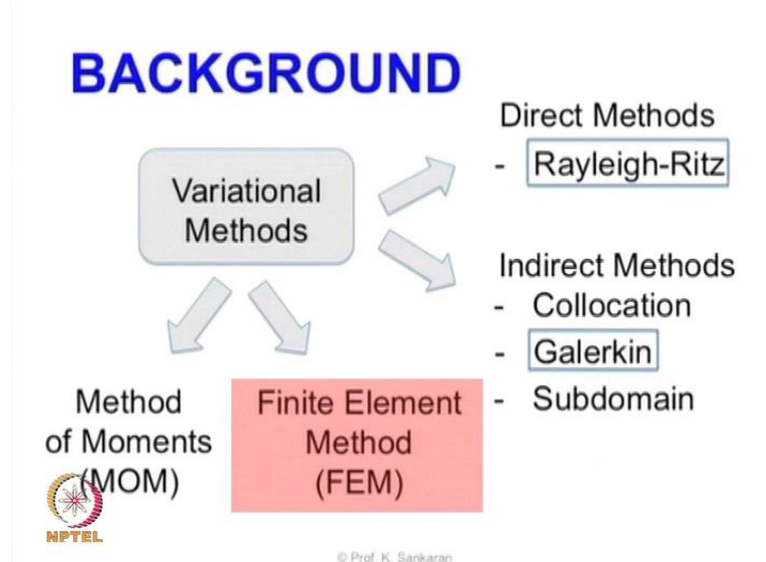 BACKGROUND
Variational
Methods
Direct Methods
- Rayleigh-Ritz
Indirect Methods
- Collocation
- Galerkin
- Subdomain
Method
of Moments
(MOM)
Finite Element
Method
(FEM)
NPTEL
© Prof. K. Sankaran